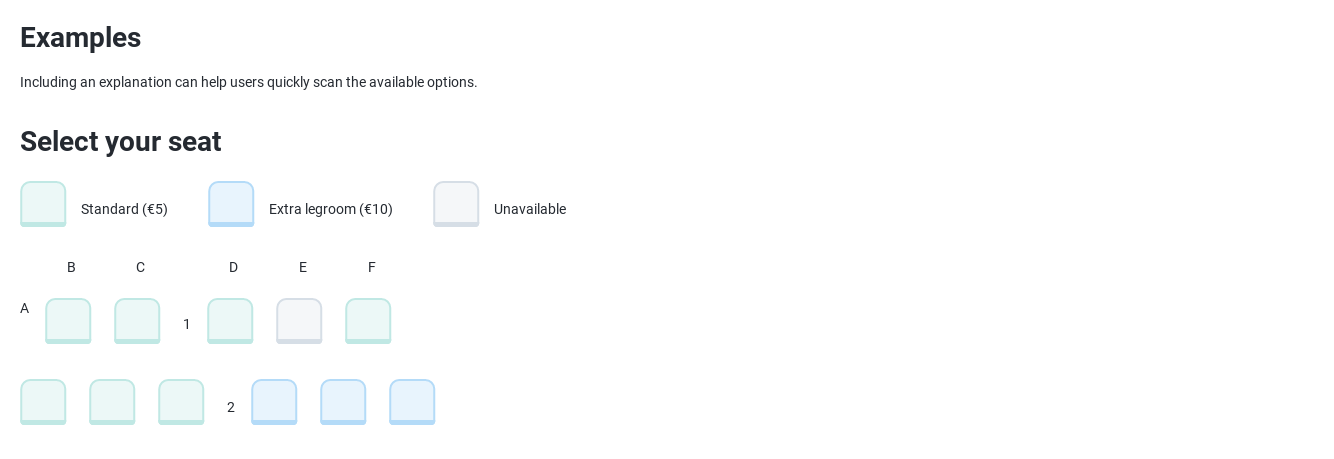 Examples
Including an explanation can help users quickly scan the available options.
Select your seat
Standard (€5) Extra legroom (€10) Unavailable
B C D E F
A 1
2